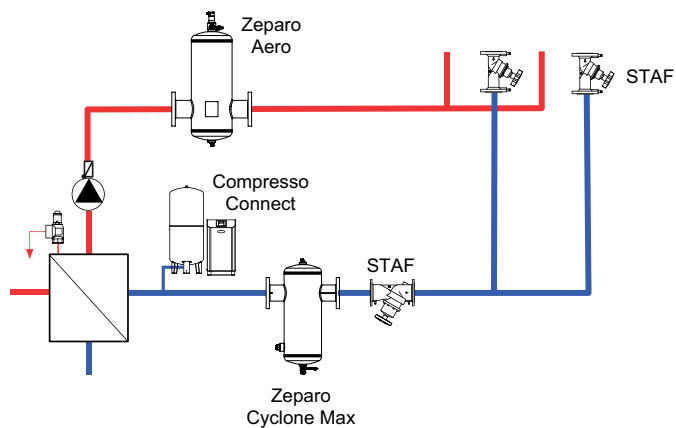 Zeparo
Aero
STAF
Compresso
Connect
STAF
Zeparo
Cyclone Max